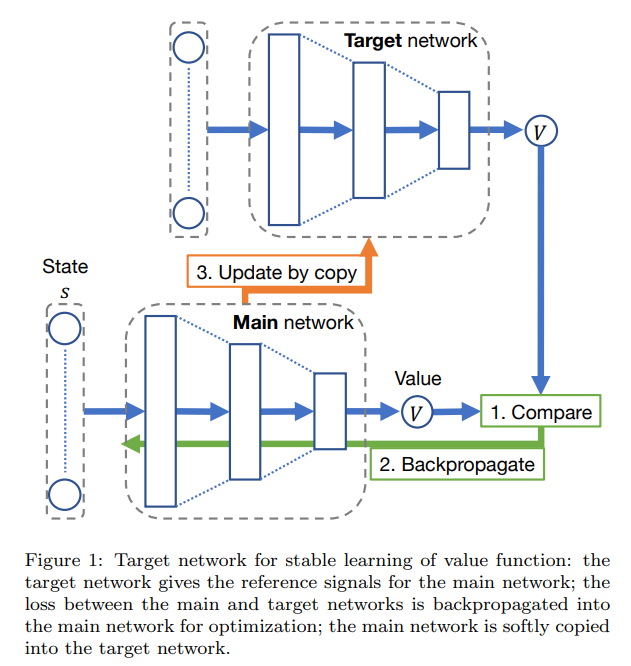 Target network
V
3. Update by copy
State
s
Main network
Value
V
1. Compare
2. Backpropagate
Figure 1: Target network for stable learning of value function: the
target network gives the reference signals for the main network; the
loss between the main and target networks is backpropagated into
the main network for optimization; the main network is softly copied
into the target network.